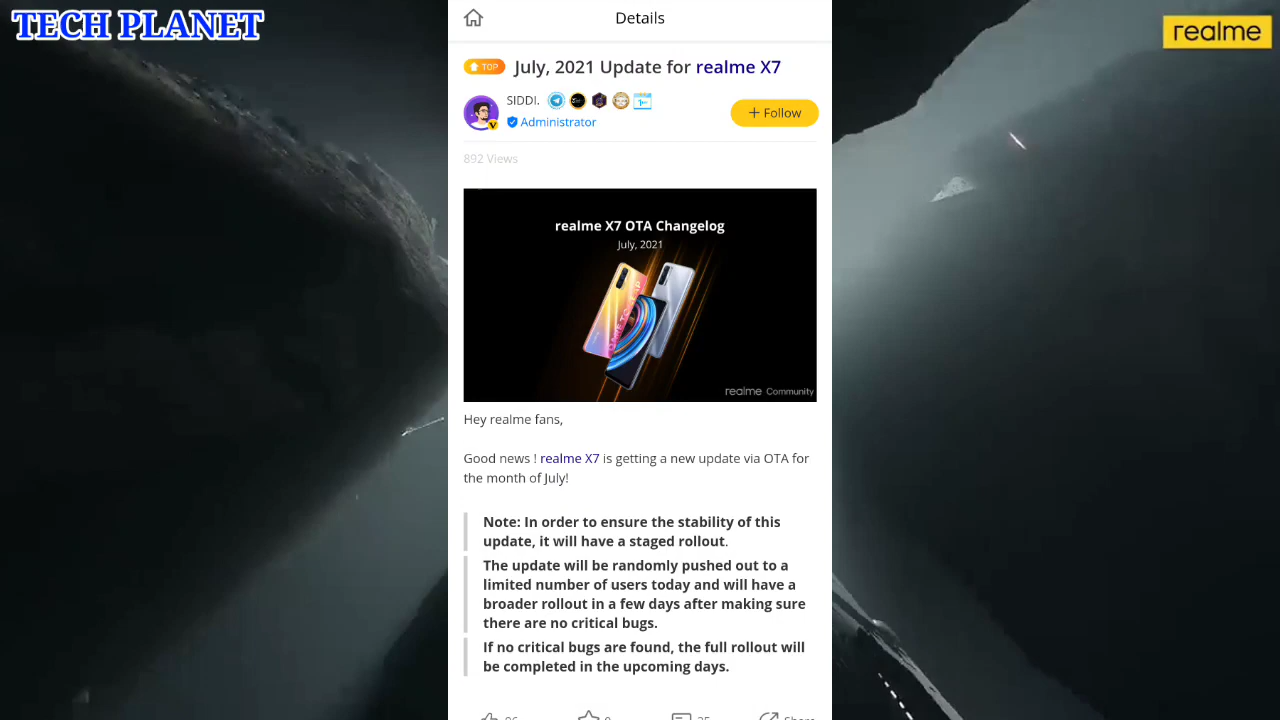 TECH PLANET
realme
Details
TOP July, 2021 Update for realme X7
SIDDI.
Administrator
+ Follow
892 Views
realme X7 OTA Changelog
July, 2021
realme Community
Hey realme fans,
Good news ! realme X7 is getting a new update via OTA for
the month of July!
Note: In order to ensure the stability of this
update, it will have a staged rollout.
The update will be randomly pushed out to a
limited number of users today and will have a
broader rollout in a few days after making sure
there are no critical bugs.
If no critical bugs are found, the full rollout will
be completed in the upcoming days.